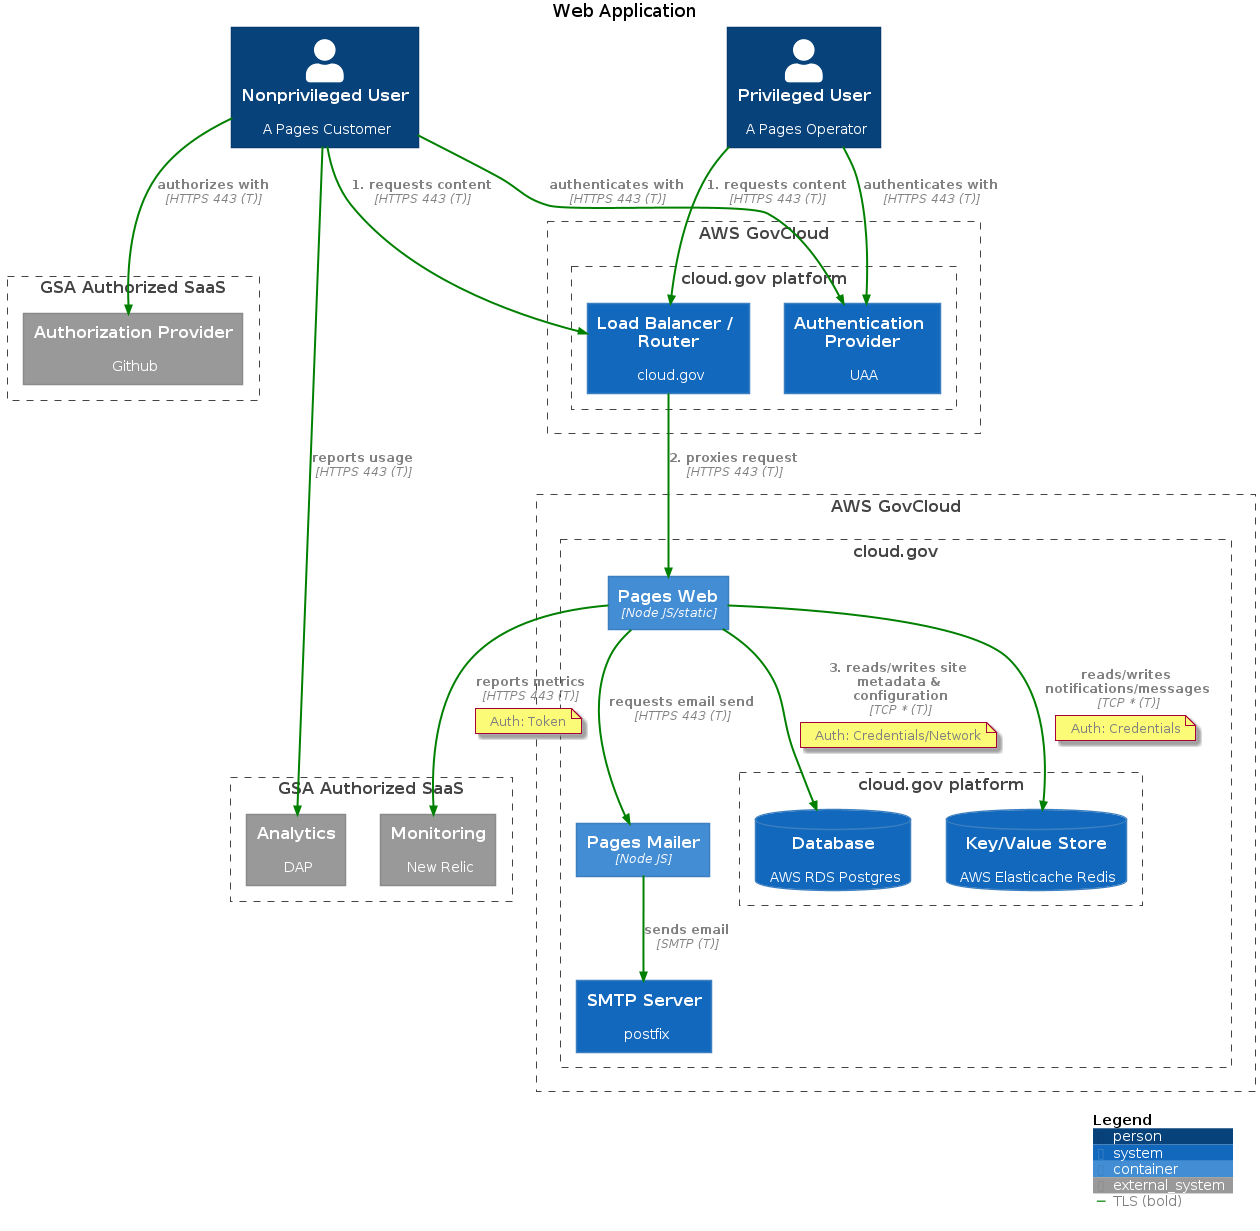 Web Application
Nonprivileged User
A Pages Customer
Privileged User
A Pages Operator
authorizes with
[HTTPS 443 (T)]
1. requests content
[HTTPS 443 (T)]
authenticates with
[HTTPS 443 (T)]
1. requests content
[HTTPS 443 (T)]
authenticates with
[HTTPS 443 (T)]
GSA Authorized SaaS
Authorization Provider
Github
AWS GovCloud
cloud.gov platform
Load Balancer /
Router
cloud.gov
Authentication
Provider
UAA
reports usage
[HTTPS 443 (T)]
2. proxies request
[HTTPS 443 (T)]
AWS GovCloud
cloud.gov
Pages Web
[Node JS/static]
reports metrics
[HTTPS 443 (T)]
Auth: Token
requests email send
[HTTPS 443 (T)]
3. reads/writes site
metadata &
configuration
[TCP * (T)]
Auth: Credentials/Network
reads/writes
notifications/messages
[TCP * (T)]
Auth: Credentials
GSA Authorized SaaS
Analytics
DAP
Monitoring
New Relic
Pages Mailer
[Node JS]
cloud.gov platform
Database
AWS RDS Postgres
Key/Value Store
AWS Elasticache Redis
sends email
[SMTP (T)]
SMTP Server
postfix
Legend
person
system
container
external_system
TLS (bold)